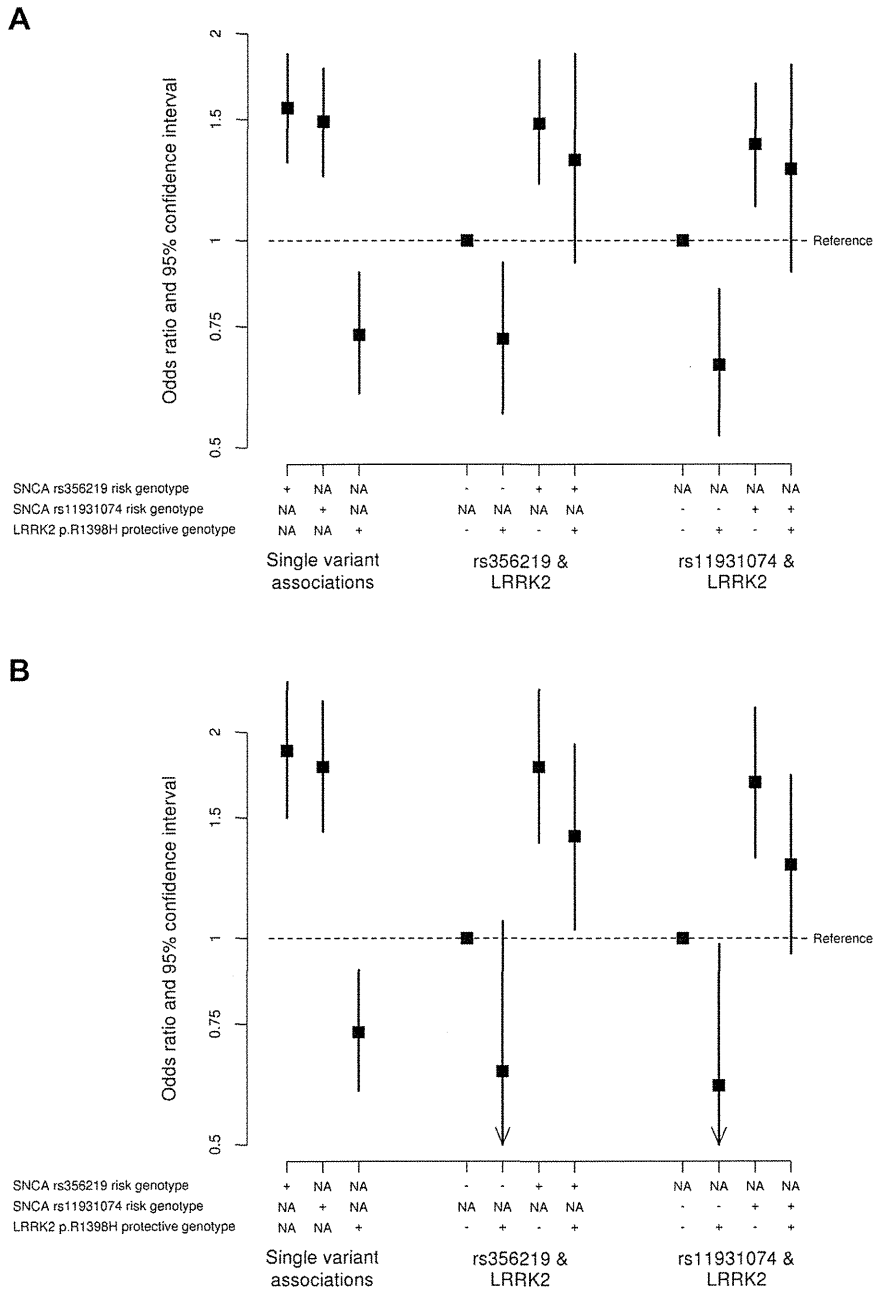 A
Odds ratio and 95% confidence interval
2
1.5
1
0.75
0.5
Reference
SNCA rs356219 risk genotype + NA NA - - + + NA NA NA NA
SNCA rs11931074 risk genotype NA + NA NA NA NA NA - - + +
LRRK2 p.R1398H protective genotype NA NA + - + - + - + - +
Single variant associations
rs356219 & LRRK2
rs11931074 & LRRK2
B
Odds ratio and 95% confidence interval
2
1.5
1
0.75
0.5
Reference
SNCA rs356219 risk genotype + NA NA - - + + NA NA NA NA
SNCA rs11931074 risk genotype NA + NA NA NA NA NA - - + +
LRRK2 p.R1398H protective genotype NA NA + - + - + - + - +
Single variant associations
rs356219 & LRRK2
rs11931074 & LRRK2